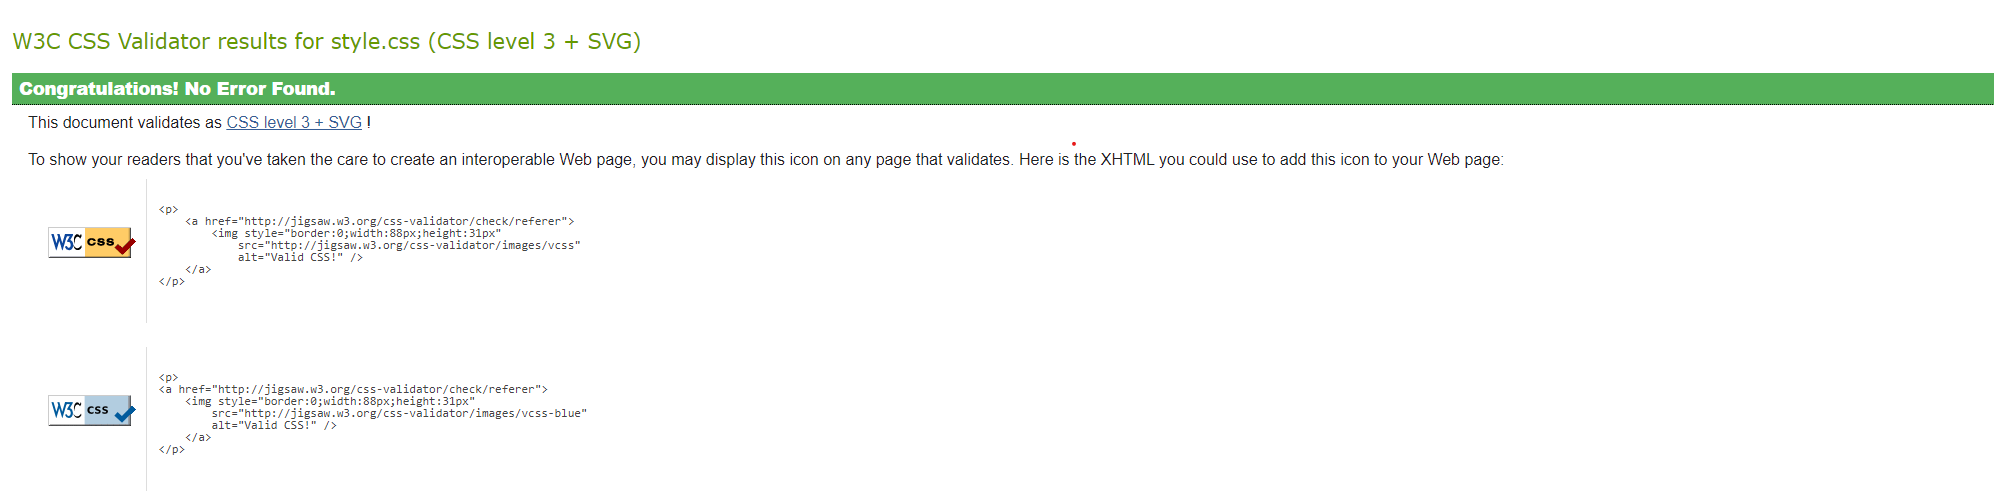 W3C CSS Validator results for style.css (CSS level 3 + SVG)
Congratulations! No Error Found.
This document validates as CSS level 3 + SVG !
To show your readers that you've taken the care to create an interoperable Web page, you may display this icon on any page that validates. Here is the XHTML you could use to add this icon to your Web page:
<p>
<a href="http://jigsaw.w3.org/css-validator/check/referer">
<img style="border:0;width:88px;height:31px"
W3C css
src="http://jigsaw.w3.org/css-validator/images/vcss"
alt="Valid CSS!" />
</a>
</p>
<p>
<a href="http://jigsaw.w3.org/css-validator/check/referer">
<img style="border:0;width:88px;height:31px"
W3C css
src="http://jigsaw.w3.org/css-validator/images/vcss-blue"
alt="Valid CSS!" />
</a>
</p>